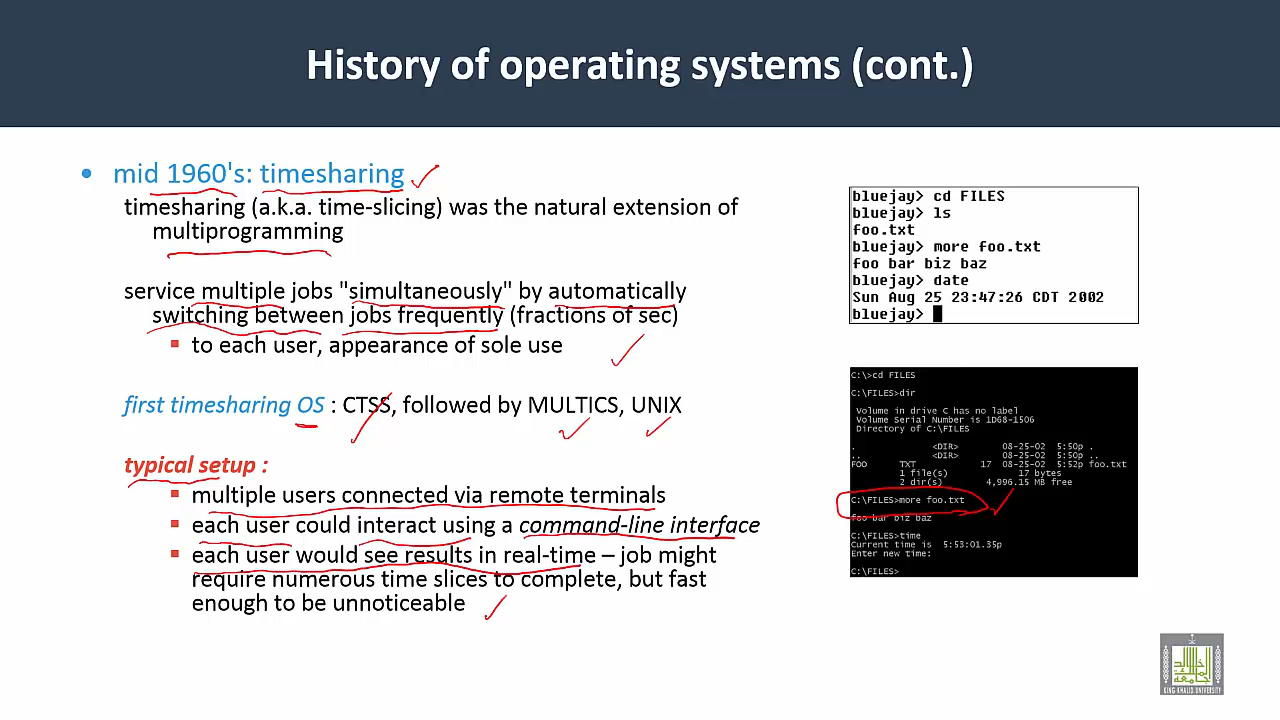 History of operating systems (cont.)
• mid 1960's: timesharing
timesharing (a.k.a. time-slicing) was the natural extension of
multiprogramming
service multiple jobs "simultaneously" by automatically
switching between jobs frequently (fractions of sec)
▪ to each user, appearance of sole use
first timesharing OS : CTSS, followed by MULTICS, UNIX
typical setup :
▪ multiple users connected via remote terminals
▪ each user could interact using a command-line interface
▪ each user would see results in real-time – job might
require numerous time slices to complete, but fast
enough to be unnoticeable
bluejay> cd FILES
bluejay> ls
foo.txt
bluejay> more foo.txt
foo bar biz baz
bluejay> date
Sun Aug 25 23:47:26 CDT 2002
bluejay>
C:\>cd FILES
C:\FILES>dir
Volume in drive C has no label
Volume Serial Number is 1D68-1506
Directory of C:\FILES
. <DIR> 08-25-02 5:50p .
.. <DIR> 08-25-02 5:50p ..
FOO TXT 17 08-25-02 5:52p foo.txt
1 file(s) 17 bytes
2 dir(s) 4,996.15 MB free
C:\FILES>more foo.txt
foo bar biz baz
C:\FILES>time
Current time is 5:53:01.35p
Enter new time:
C:\FILES>
KING KHALID UNIVERSITY